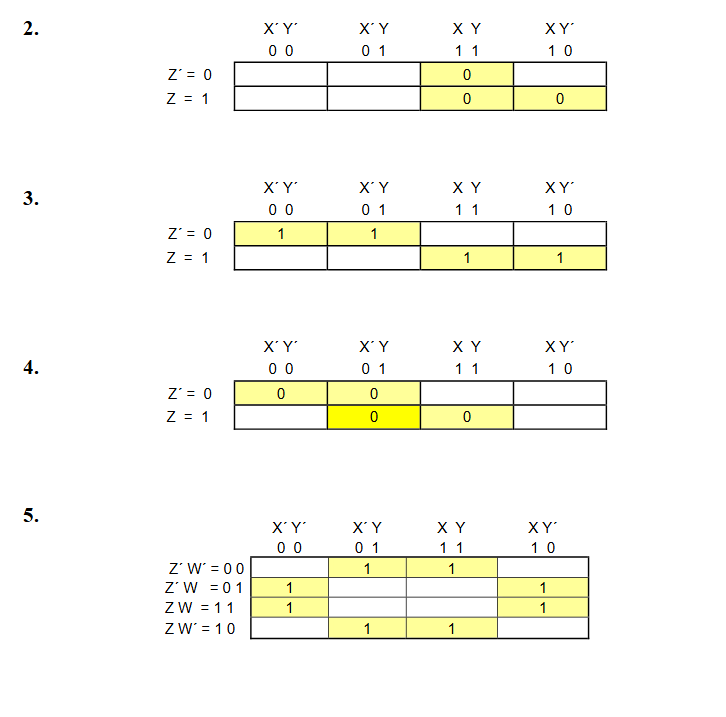 2.
X´ Y´ X´ Y X Y X Y´
0 0 0 1 1 1 1 0
Z´ = 0 0
Z = 1 0 0
3.
X´ Y´ X´ Y X Y X Y´
0 0 0 1 1 1 1 0
Z´ = 0 1 1
Z = 1 1 1
4.
X´ Y´ X´ Y X Y X Y´
0 0 0 1 1 1 1 0
Z´ = 0 0 0
Z = 1 0 0
5.
X´ Y´ X´ Y X Y X Y´
0 0 0 1 1 1 1 0
Z´ W´ = 0 0 1 1
Z´ W = 0 1 1 1
Z W = 1 1 1 1
Z W´ = 1 0 1 1